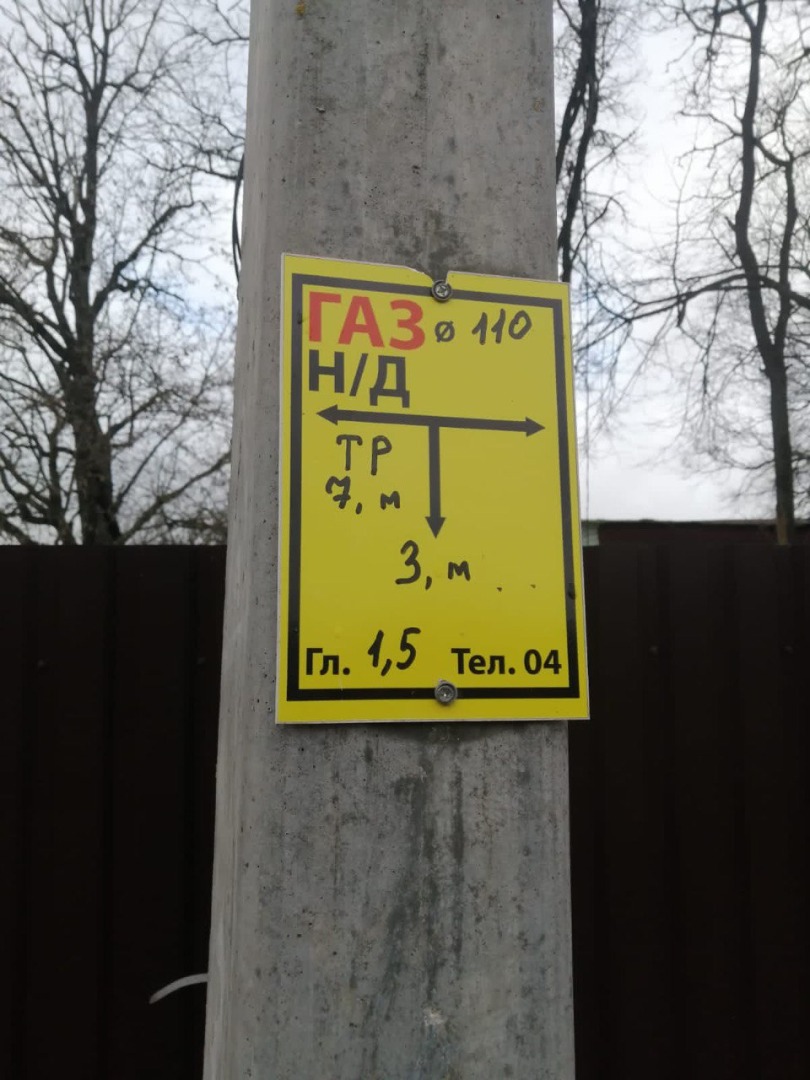 ГАЗ ø 110
Н/Д
ТР
7, м
3, м
Гл. 1,5 Тел. 04